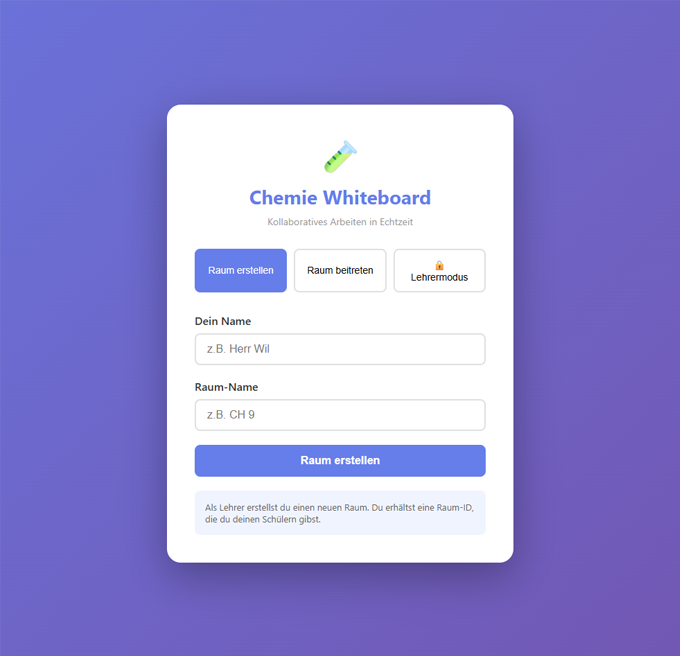 Chemie Whiteboard
Kollaboratives Arbeiten in Echtzeit
Raum erstellen
Raum beitreten
🔒
Lehrermodus
Dein Name
z.B. Herr Wil
Raum-Name
z.B. CH 9
Raum erstellen
Als Lehrer erstellst du einen neuen Raum. Du erhältst eine Raum-ID,
die du deinen Schülern gibst.